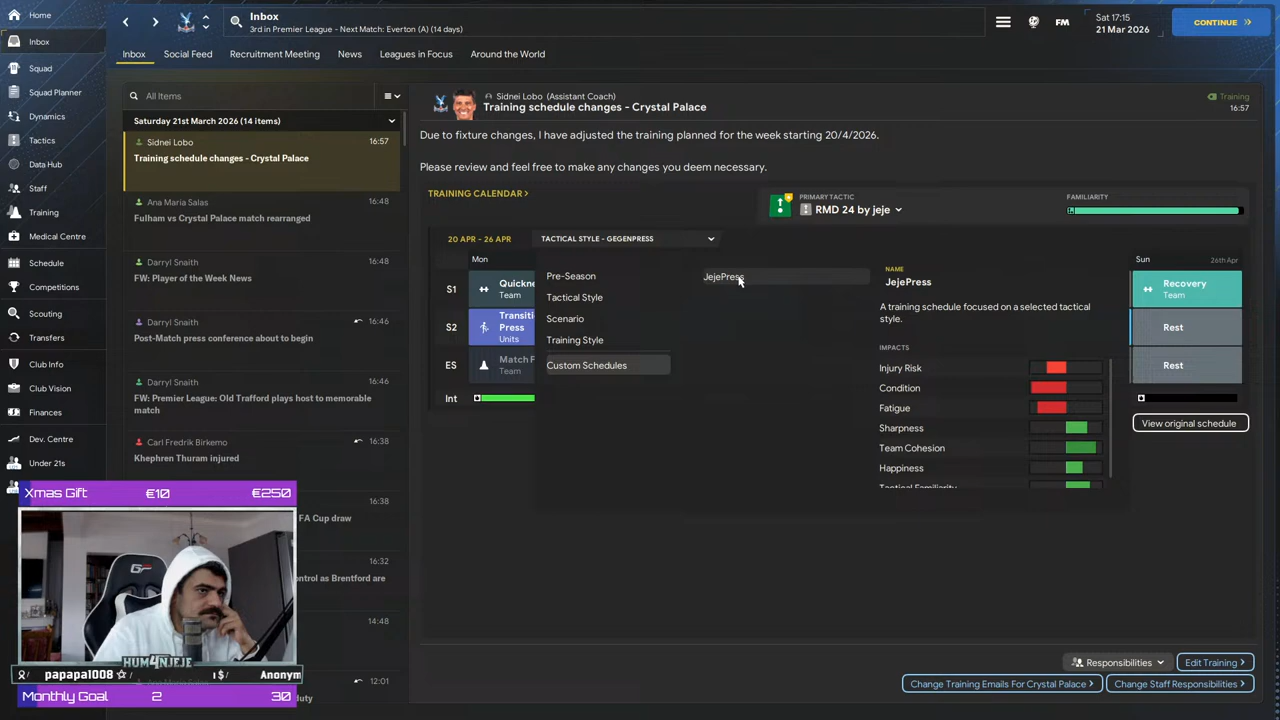 Home
Inbox
Squad
Squad Planner
Dynamics
Tactics
Data Hub
Staff
Training
Medical Centre
Schedule
Competitions
Scouting
Transfers
Club Info
Club Vision
Finances
Dev. Centre
Under 21s
Inbox
3rd in Premier League - Next Match: Everton (A) (14 days)
FM
Sat 17:15
21 Mar 2026
CONTINUE
Inbox
Social Feed
Recruitment Meeting
News
Leagues in Focus
Around the World
All Items
Saturday 21st March 2026 (14 items)
Sidnei Lobo
16:57
Training schedule changes - Crystal Palace
Ana Maria Salas
16:48
Fulham vs Crystal Palace match rearranged
Darryl Snaith
16:48
FW: Player of the Week News
Darryl Snaith
16:46
Post-Match press conference about to begin
Darryl Snaith
16:46
FW: Premier League: Old Trafford plays host to memorable
match
Carl Fredrik Birkemo
16:38
Khephren Thuram injured
16:38
FA Cup draw
16:32
ntrol as Brentford are
14:48
12:01
Muty
Sidnei Lobo (Assistant Coach)
Training schedule changes - Crystal Palace
Training
16:57
Due to fixture changes, I have adjusted the training planned for the week starting 20/4/2026.
Please review and feel free to make any changes you deem necessary.
TRAINING CALENDAR >
PRIMARY TACTIC
RMD 24 by jeje
FAMILIARITY
20 APR - 26 APR
TACTICAL STYLE - GEGENPRESS
Mon
S1
Quickne
Team
S2
Transiti
Press
Units
ES
Match F
Team
Int
Pre-Season
Tactical Style
Scenario
Training Style
Custom Schedules
JejePress
NAME
JejePress
A training schedule focused on a selected tactical
style.
IMPACTS
Injury Risk
Condition
Fatigue
Sharpness
Team Cohesion
Happiness
Tactical Familiarity
Sun
26th Apr
Recovery
Team
Rest
Rest
View original schedule
Responsibilities
Edit Training >
Change Training Emails For Crystal Palace >
Change Staff Responsibilities >
Xmas Gift
€10
€250
GF
HUM4NJEJE
papapa1008
Anonym
Monthly Goal
2
30